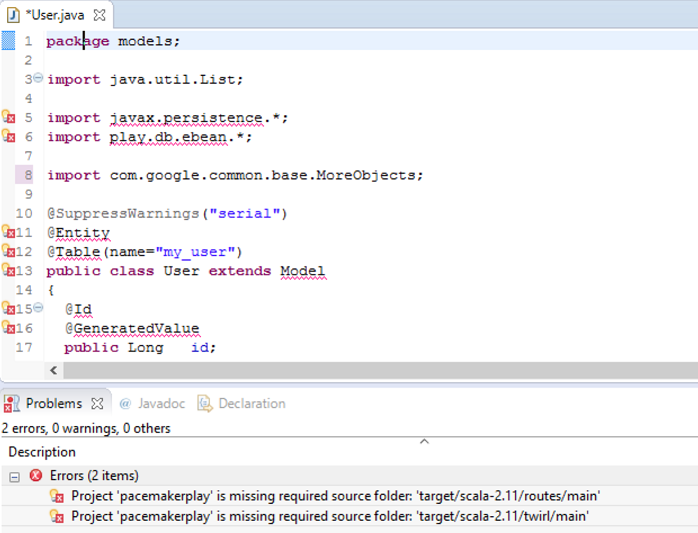 *User.java
1 package models;
2
3 import java.util.List;
4
5 import javax.persistence.*;
6 import play.db.ebean.*;
7
8 import com.google.common.base.MoreObjects;
9
10 @SuppressWarnings("serial")
11 @Entity
12 @Table(name="my_user")
13 public class User extends Model
14 {
15 @Id
16 @GeneratedValue
17 public Long id;
Problems @ Javadoc Declaration
2 errors, 0 warnings, 0 others
Description
Errors (2 items)
Project 'pacemakerplay' is missing required source folder: 'target/scala-2.11/routes/main'
Project 'pacemakerplay' is missing required source folder: 'target/scala-2.11/twirl/main'